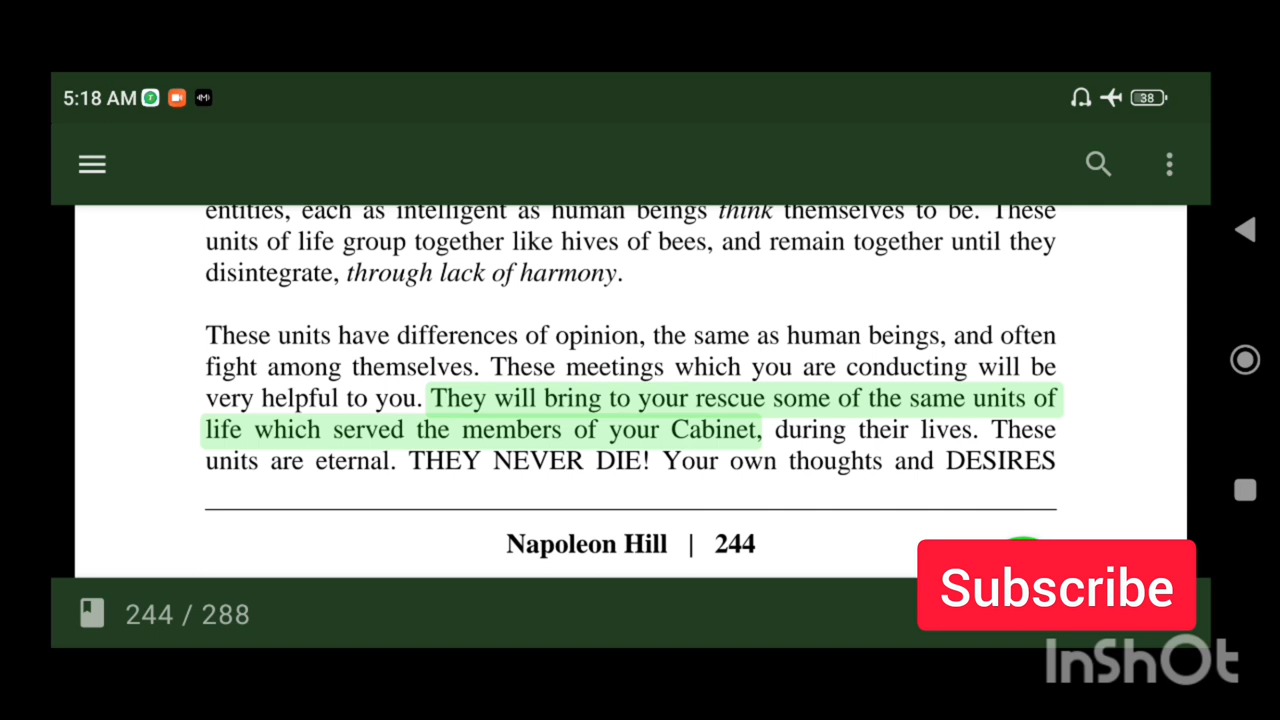 5:18 AM
38
entities, each as intelligent as human beings think themselves to be. These
units of life group together like hives of bees, and remain together until they
disintegrate, through lack of harmony.
These units have differences of opinion, the same as human beings, and often
fight among themselves. These meetings which you are conducting will be
very helpful to you. They will bring to your rescue some of the same units of
life which served the members of your Cabinet, during their lives. These
units are eternal. THEY NEVER DIE! Your own thoughts and DESIRES
Napoleon Hill | 244
Subscribe
244 / 288
InShOt